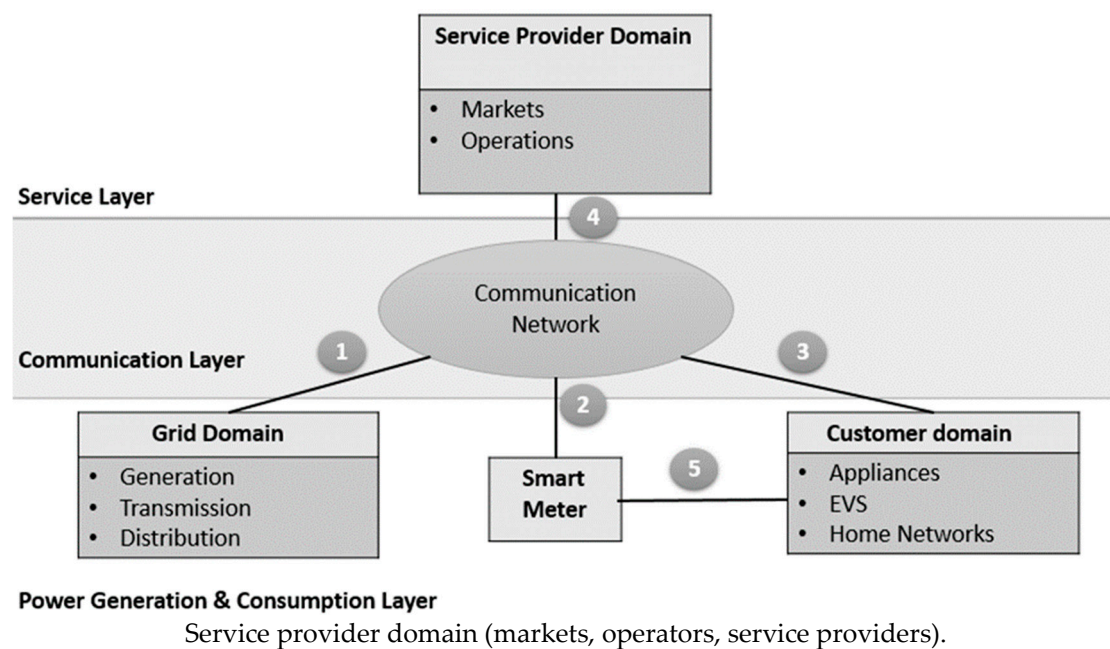 Service Provider Domain
• Markets
• Operations
Service Layer
4
Communication
Network
1
3
Communication Layer
2
Grid Domain
• Generation
• Transmission
• Distribution
Smart
Meter
5
Customer domain
• Appliances
• EVS
• Home Networks
Power Generation & Consumption Layer
Service provider domain (markets, operators, service providers).